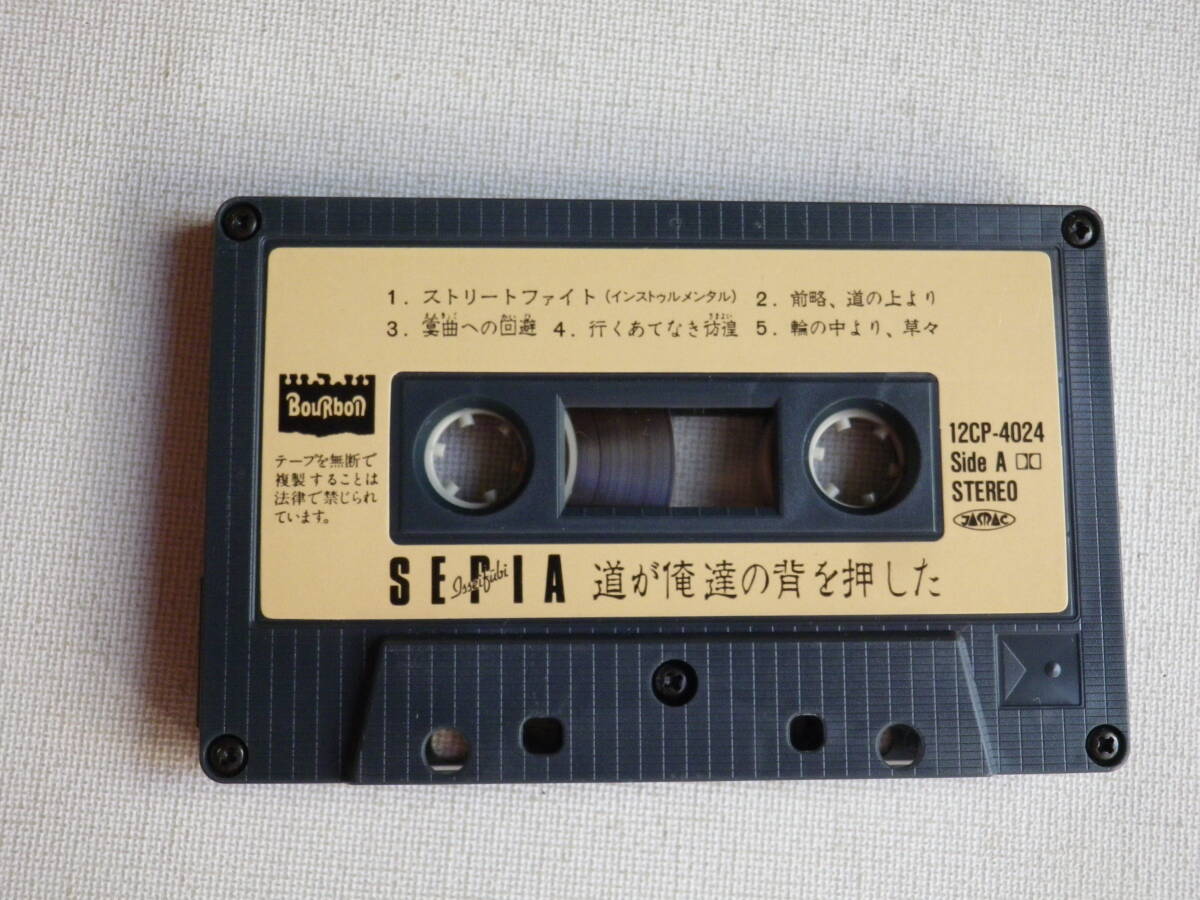 1. ストリートファイト(インストゥルメンタル) 2. 前略、道の上より
3. 宴曲への回避 4. 行くあてなき彷徨 5. 輪の中より、草々
BouRboN
テープを無断で
複製することは
法律で禁じられ
ています。
12CP-4024
Side A
STEREO
JASRAC
SEPIA Isseifubi 道が俺達の背を押した